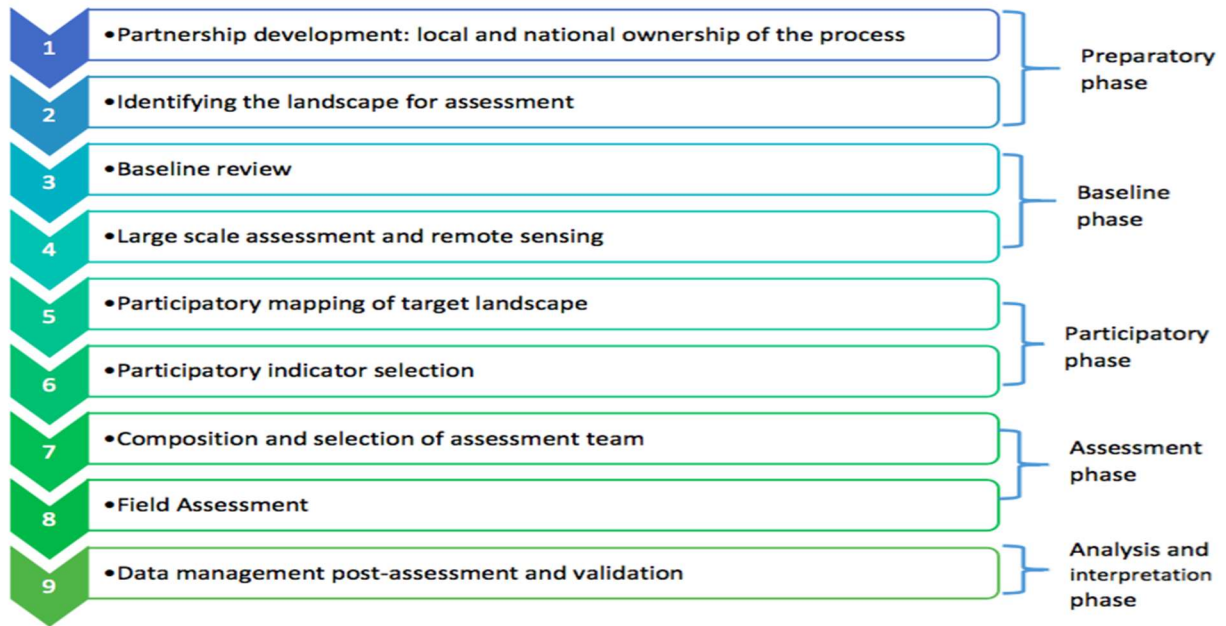 1
•Partnership development: local and national ownership of the process
2
•Identifying the landscape for assessment
Preparatory
phase
3
•Baseline review
4
•Large scale assessment and remote sensing
Baseline
phase
5
•Participatory mapping of target landscape
6
•Participatory indicator selection
Participatory
phase
7
•Composition and selection of assessment team
8
•Field Assessment
Assessment
phase
9
•Data management post-assessment and validation
Analysis and
interpretation
phase